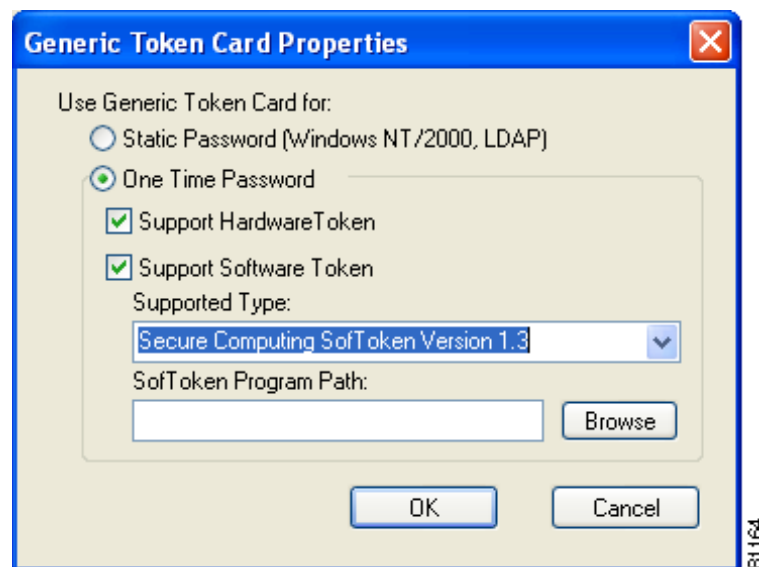 Generic Token Card Properties
Use Generic Token Card for:
Static Password (Windows NT/2000, LDAP)
One Time Password
Support HardwareToken
Support Software Token
Supported Type:
Secure Computing SofToken Version 1.3
SofToken Program Path:
Browse
OK
Cancel
81164